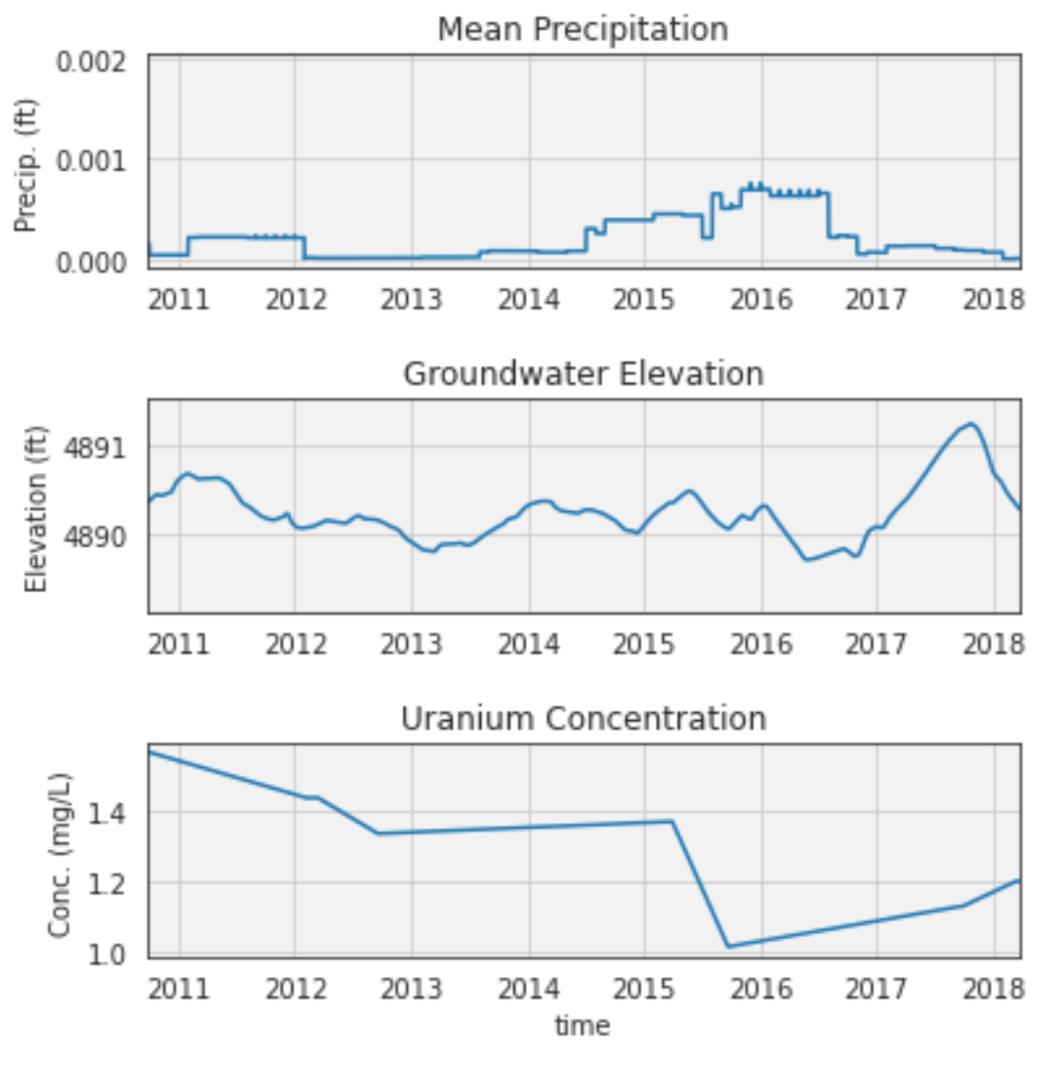 Mean Precipitation
Precip. (ft)
0.002
0.001
0.000
2011 2012 2013 2014 2015 2016 2017 2018
Groundwater Elevation
Elevation (ft)
4891
4890
2011 2012 2013 2014 2015 2016 2017 2018
Uranium Concentration
Conc. (mg/L)
1.4
1.2
1.0
2011 2012 2013 2014 2015 2016 2017 2018
time